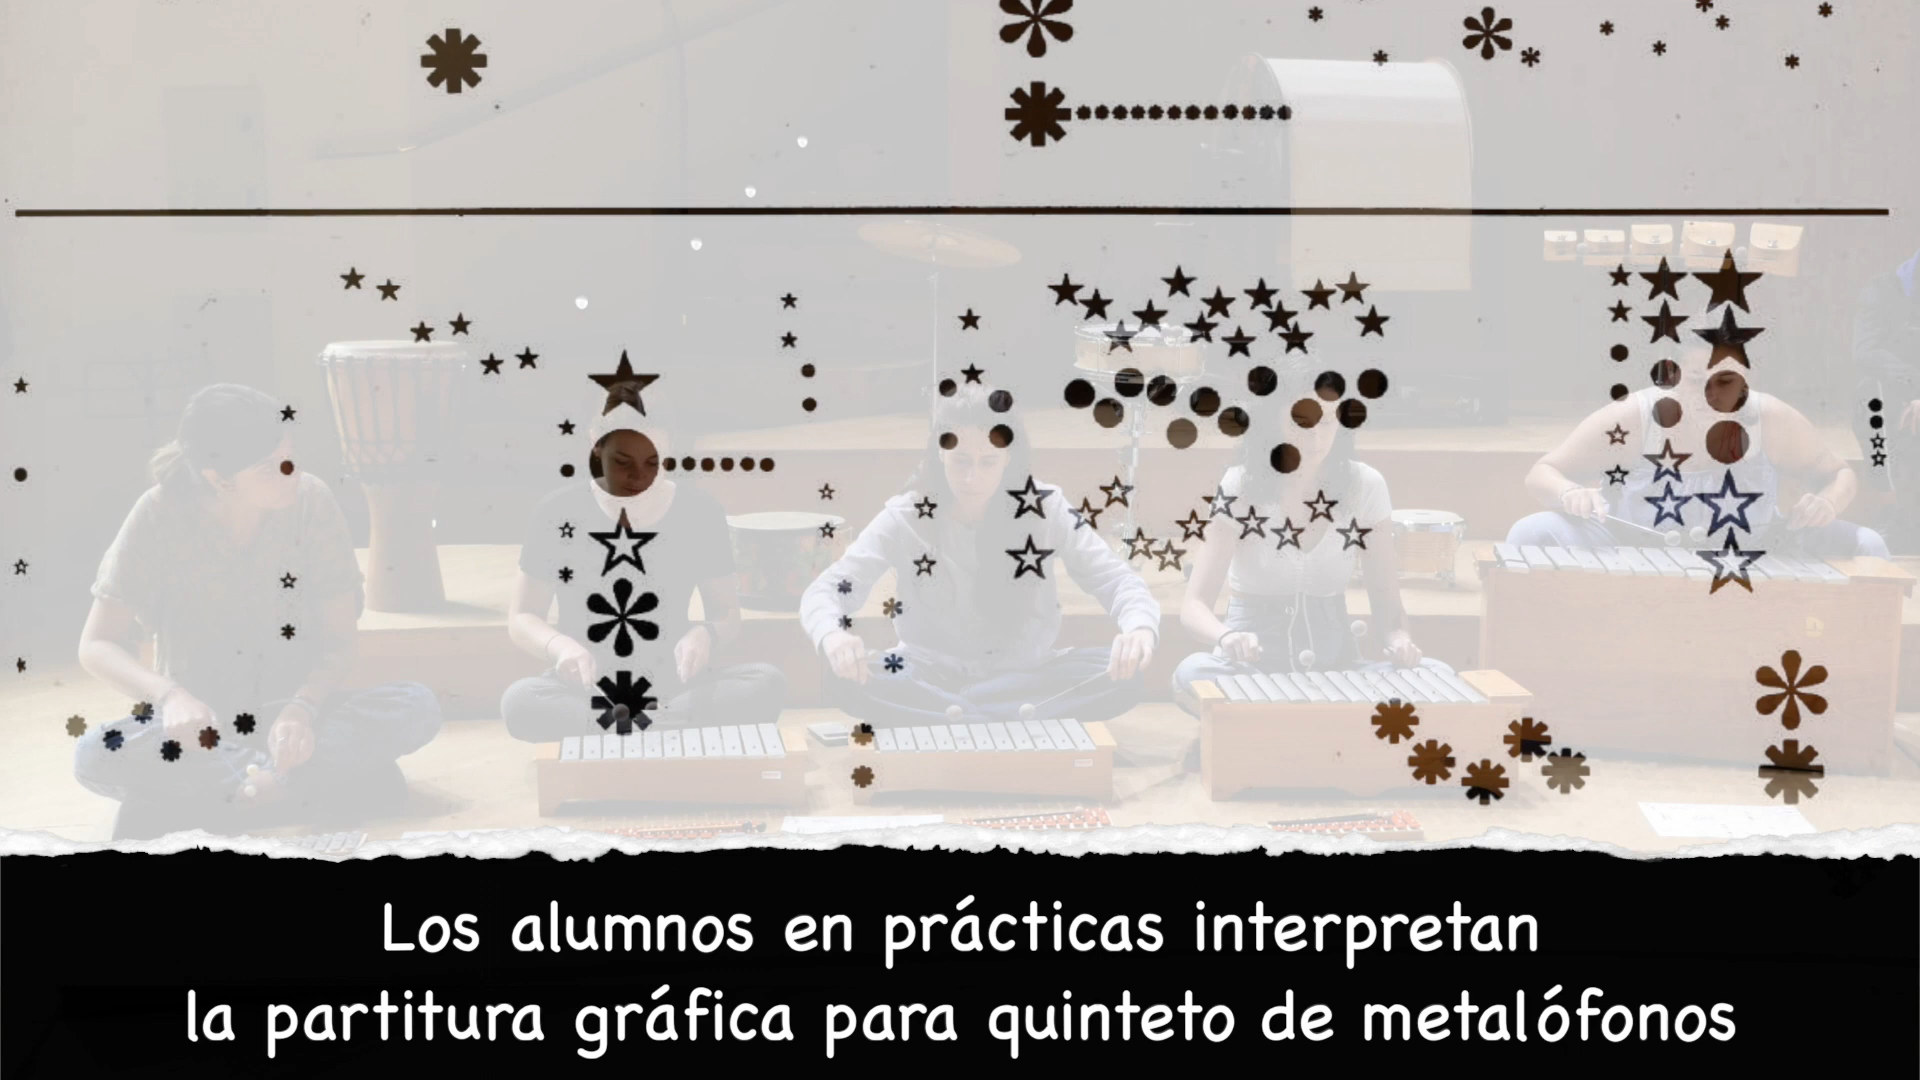 Los alumnos en prácticas interpretan
la partitura gráfica para quinteto de metalófonos